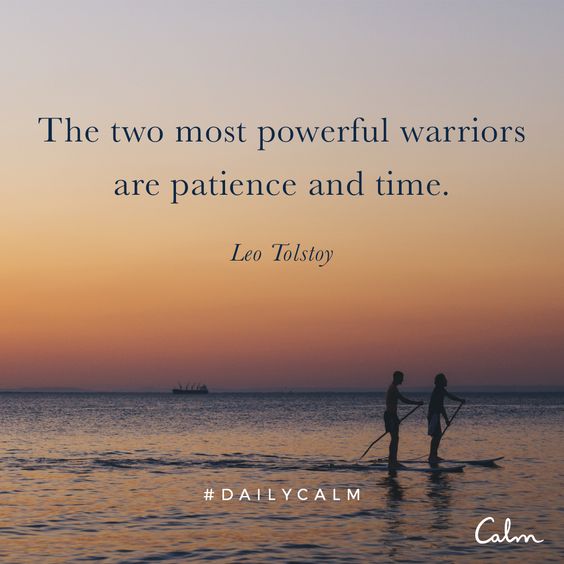 The two most powerful warriors
are patience and time.
Leo Tolstoy
#DAILYCALM
Calm